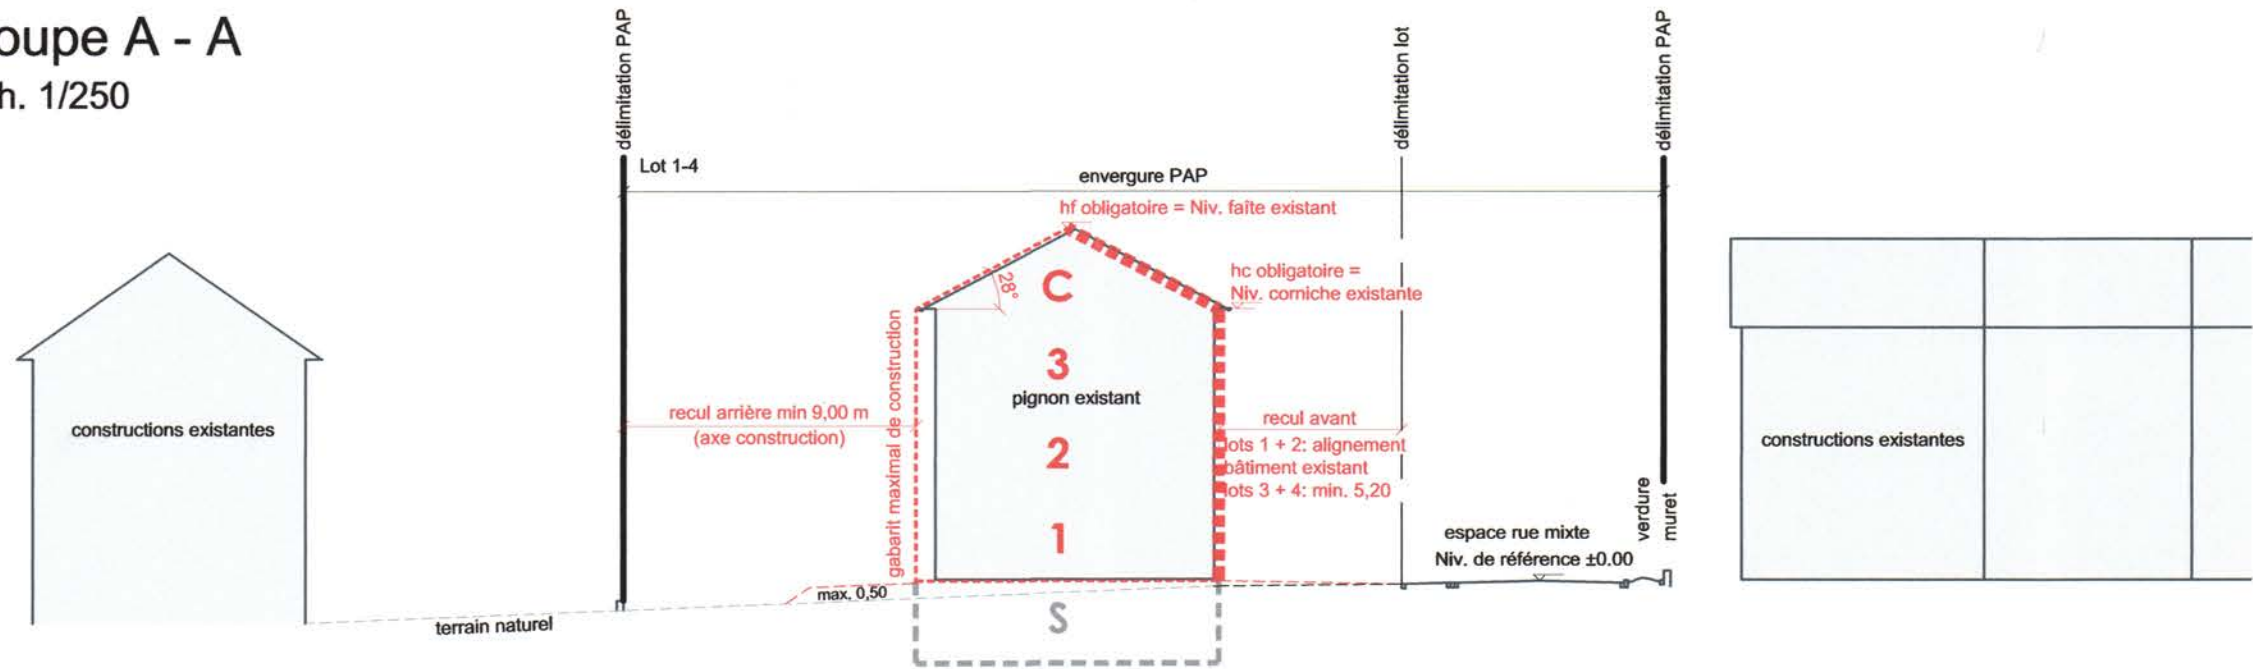 oupe A - A
h. 1/250
délimitation PAP
délimitation lot
délimitation PAP
Lot 1-4
envergure PAP
hf obligatoire = Niv. faîte existant
hc obligatoire =
Niv. corniche existante
28°
C
3
pignon existant
2
1
S
gabarit maximal de construction
constructions existantes
recul arrière min 9,00 m
(axe construction)
recul avant
lots 1 + 2: alignement
bâtiment existant
lots 3 + 4: min. 5,20
constructions existantes
verdure
muret
espace rue mixte
Niv. de référence ±0.00
max. 0,50
terrain naturel